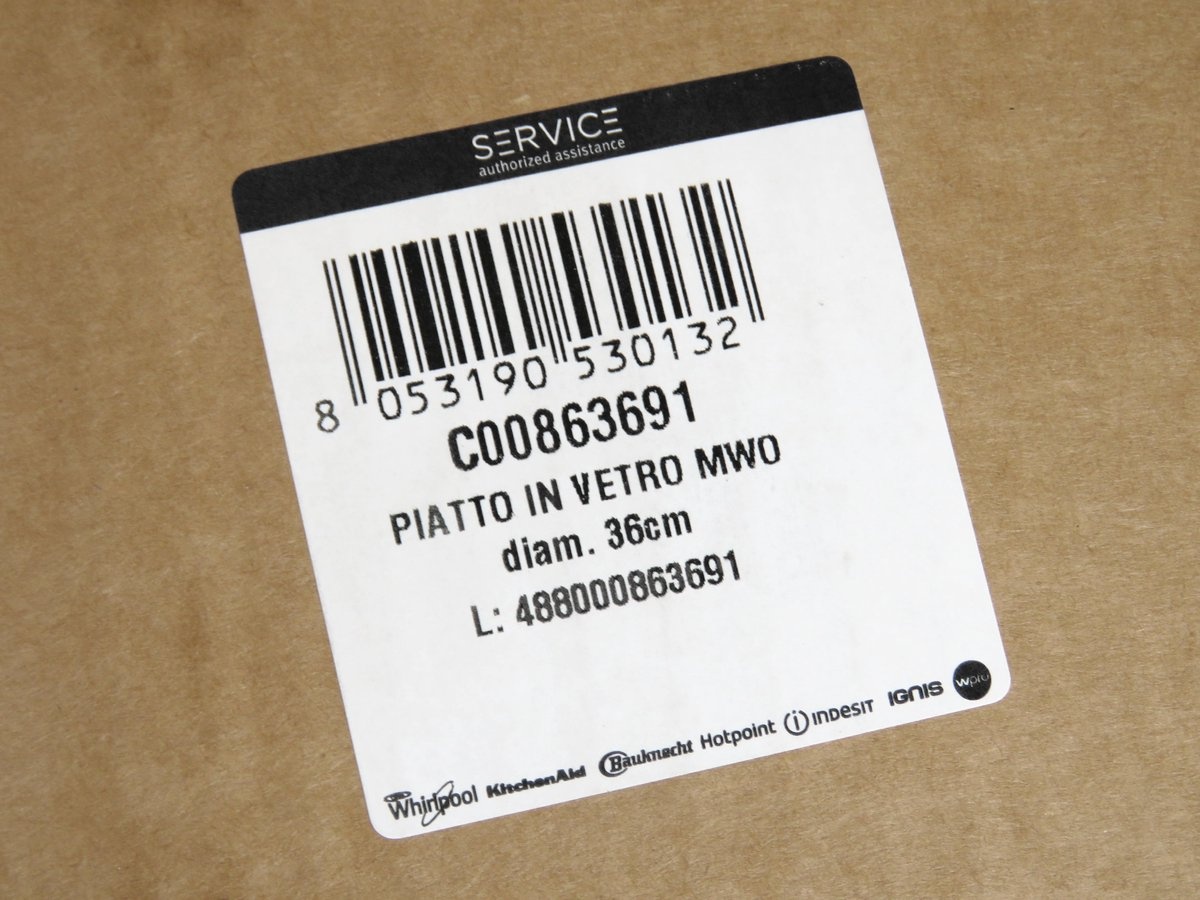 SERVICE
authorized assistance
8 053190 530132
C00863691
PIATTO IN VETRO MWO
diam. 36cm
L: 488000863691
Whirlpool KitchenAid Bauknecht Hotpoint i INDESIT IGNIS wpro